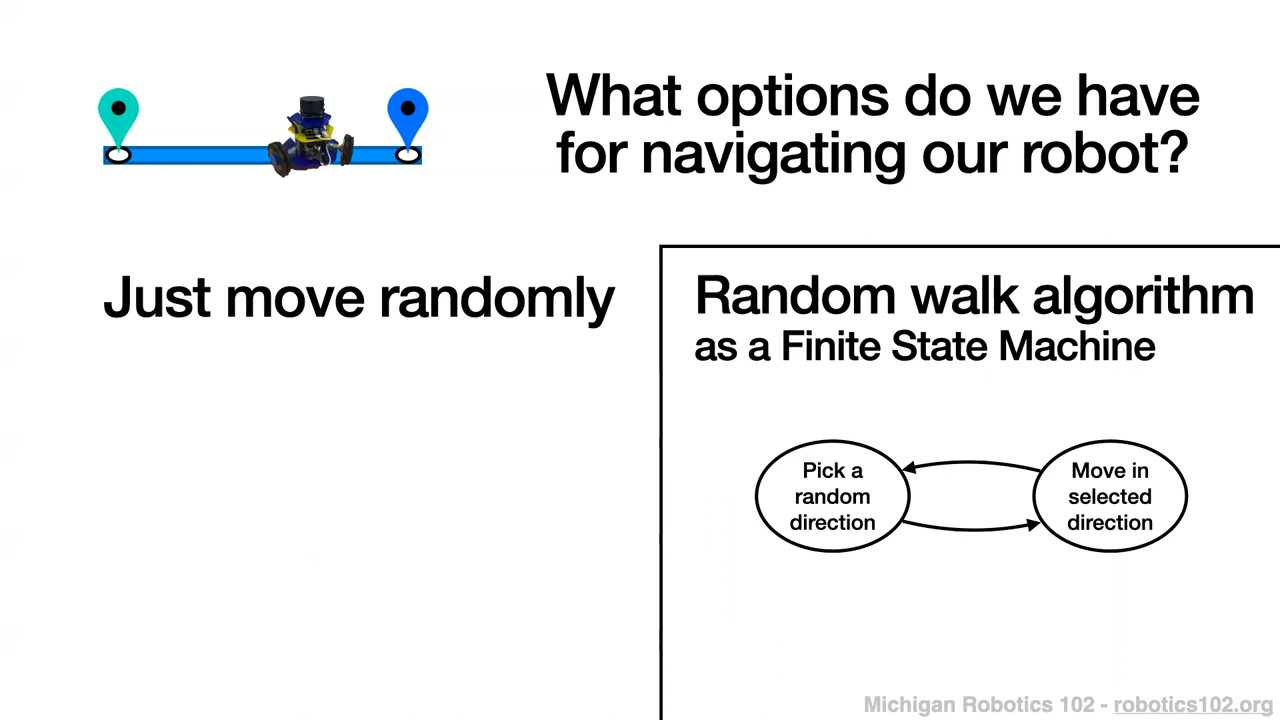 What options do we have
for navigating our robot?
Just move randomly
Random walk algorithm
as a Finite State Machine
Pick a
random
direction
Move in
selected
direction
Michigan Robotics 102 - robotics102.org